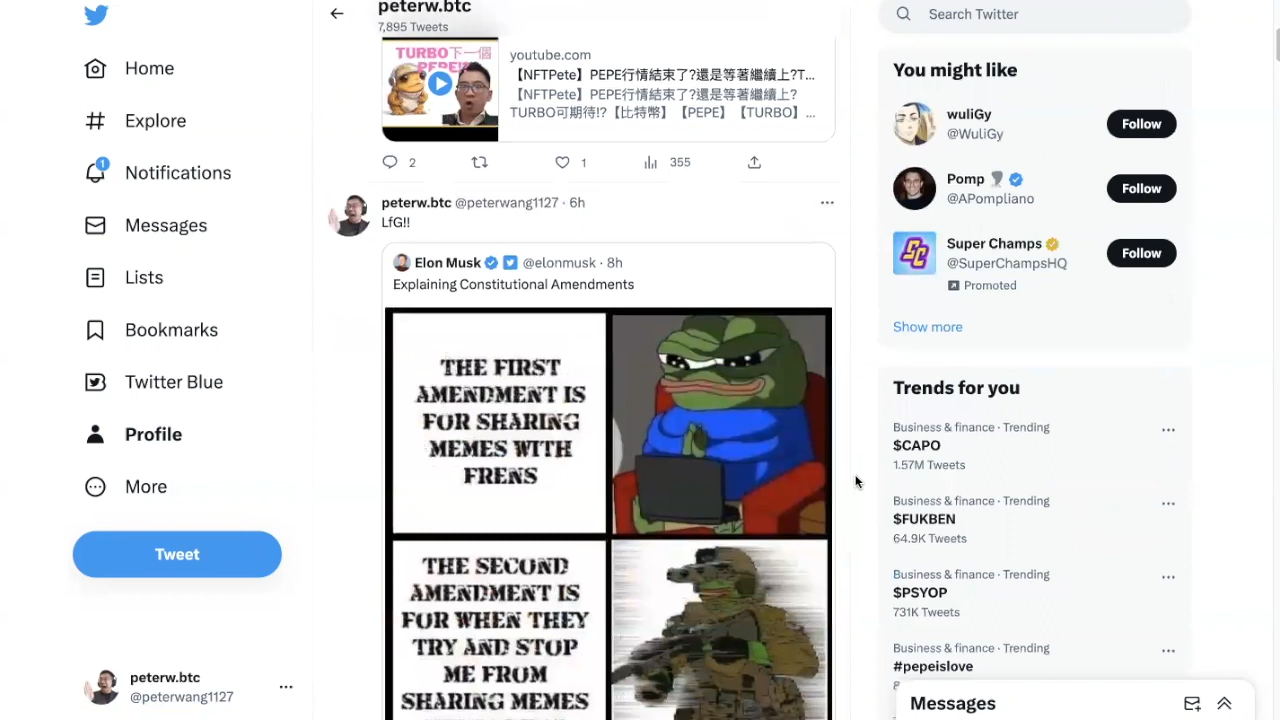 peterw.btc
7,895 Tweets
TURBO下一個
PEPE!
youtube.com
【NFTPete】PEPE行情結束了?還是等著繼續上?T...
【NFTPete】PEPE行情結束了?還是等著繼續上?
TURBO可期待!?【比特幣】【PEPE】【TURBO】...
2
1
355
peterw.btc @peterwang1127 · 6h
LfG!!
Elon Musk @elonmusk · 8h
Explaining Constitutional Amendments
THE FIRST
AMENDMENT IS
FOR SHARING
MEMES WITH
FRENS
THE SECOND
AMENDMENT IS
FOR WHEN THEY
TRY AND STOP
ME FROM
SHARING MEMES
Home
Explore
1
Notifications
Messages
Lists
Bookmarks
Twitter Blue
Profile
More
Tweet
peterw.btc
@peterwang1127
Search Twitter
You might like
wuliGy
@WuliGy
Follow
Pomp
@APompliano
Follow
Super Champs
@SuperChampsHQ
Promoted
Follow
Show more
Trends for you
Business & finance · Trending
$CAPO
1.57M Tweets
Business & finance · Trending
$FUKBEN
64.9K Tweets
Business & finance · Trending
$PSYOP
731K Tweets
Business & finance · Trending
#pepeislove
Messages